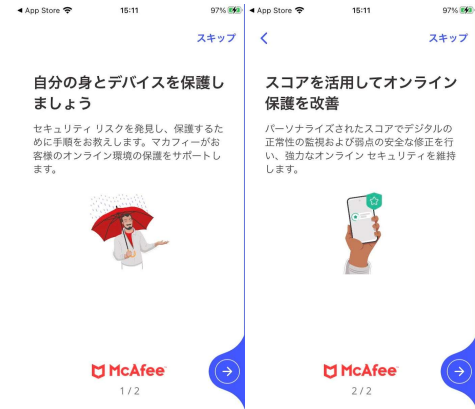 ◀ App Store
15:11
97%
スキップ
自分の身とデバイスを保護し
ましょう
セキュリティ リスクを発見し、保護するため
に手順をお教えします。マカフィーがお
客様のオンライン環境の保護をサポートし
ます。
McAfee
1 / 2
◀ App Store
15:11
97%
スキップ
スコアを活用してオンライン
保護を改善
パーソナライズされたスコアでデジタルの
正常性の監視および弱点の安全な修正を行
い、強力なオンライン セキュリティを維持
します。
McAfee
2 / 2